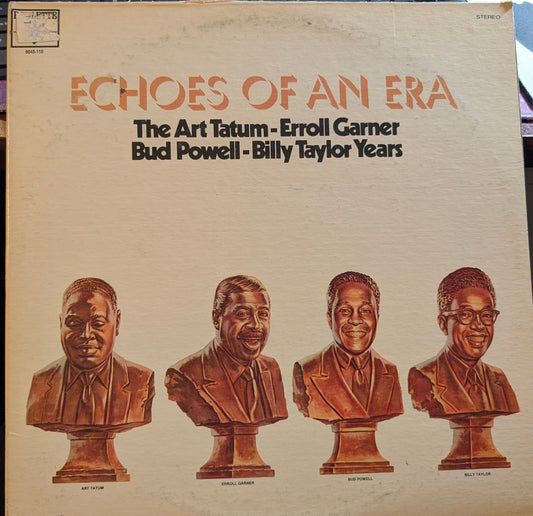 STEREO
ECHOES OF AN ERA
The Art Tatum-Erroll Garner
Bud Powell-Billy Taylor Years
ART TATUM
ERROLL GARNER
BUD POWELL
BILLY TAYLOR